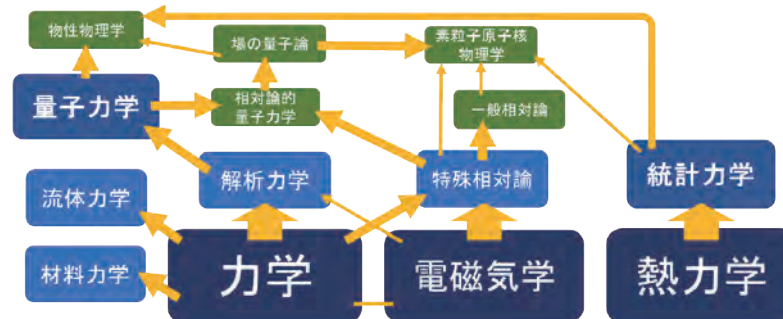 物性物理学
場の量子論
素粒子原子核
物理学
量子力学
相対論的
量子力学
一般相対論
流体力学
解析力学
特殊相対論
統計力学
材料力学
力学
電磁気学
熱力学